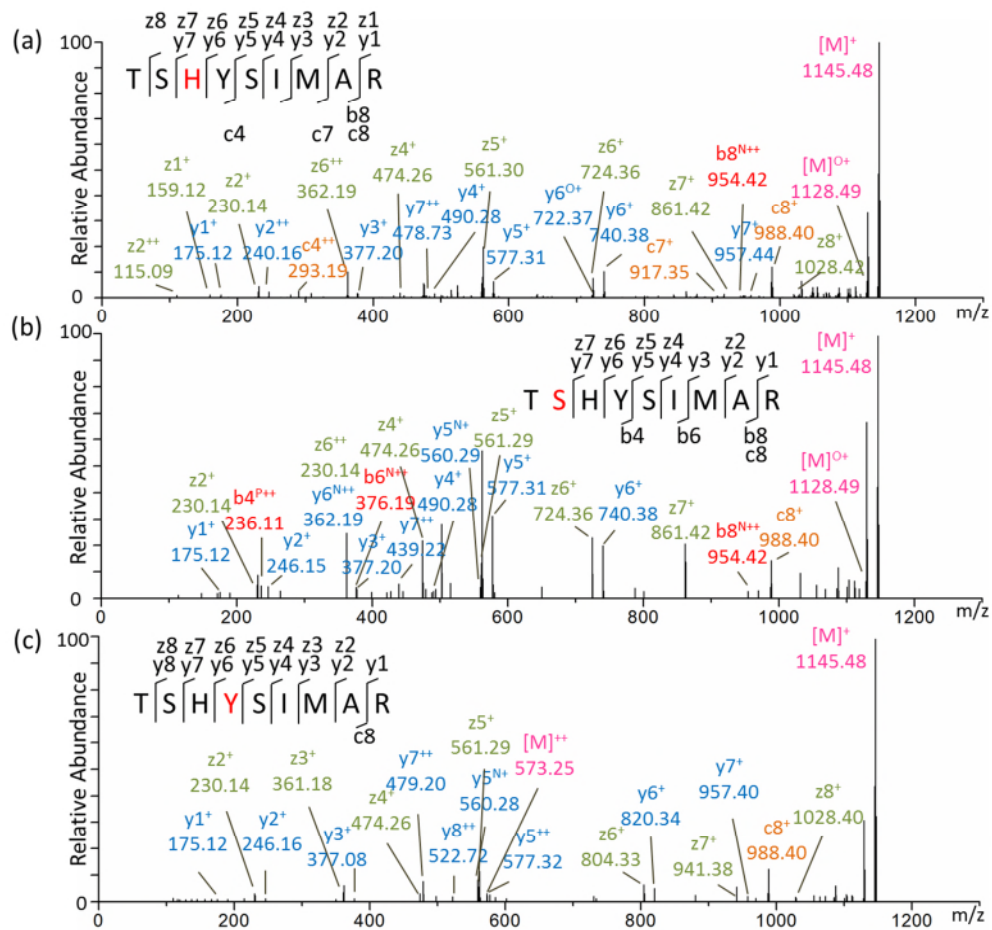 (a)
Relative Abundance
100
0
z8 z7 z6 z5 z4 z3 z2 z1
y7 y6 y5 y4 y3 y2 y1
T S H Y S I M A R
b8
c4 c7 c8
[M]⁺
1145.48
[M]ᴼ⁺
1128.49
z2⁺⁺
115.09
z1⁺
159.12
y1⁺
175.12
z2⁺
230.14
y2⁺⁺
240.16
c4⁺⁺
293.19
z6⁺⁺
362.19
y3⁺
377.20
z4⁺
474.26
y7⁺⁺
478.73
y4⁺
490.28
z5⁺
561.30
y5⁺
577.31
y6ᴼ⁺
722.37
z6⁺
724.36
y6⁺
740.38
z7⁺
861.42
c7⁺
917.35
b8ᴺ⁺⁺
954.42
y7⁺
957.44
c8⁺
988.40
z8⁺
1028.42
0 200 400 600 800 1000 1200 m/z
(b)
Relative Abundance
100
0
z7 z6 z5 z4 z2
y7 y6 y5 y4 y3 y2 y1
T S H Y S I M A R
b4 b6 b8
c8
[M]⁺
1145.48
[M]ᴼ⁺
1128.49
y1⁺
175.12
z2⁺
230.14
b4ᴾ⁺⁺
236.11
y2⁺
246.15
z6⁺⁺
230.14
y6ᴺ⁺⁺
362.19
b6ᴺ⁺⁺
376.19
y3⁺
377.20
y7⁺⁺
439.22
z4⁺
474.26
y4⁺
490.28
y5ᴺ⁺
560.29
z5⁺
561.29
y5⁺
577.31
z6⁺
724.36
y6⁺
740.38
z7⁺
861.42
b8ᴺ⁺⁺
954.42
c8⁺
988.40
0 200 400 600 800 1000 1200 m/z
(c)
Relative Abundance
100
0
z8 z7 z6 z5 z4 z3 z2
y8 y7 y6 y5 y4 y3 y2 y1
T S H Y S I M A R
c8
[M]⁺
1145.48
y1⁺
175.12
z2⁺
230.14
y2⁺
246.16
z3⁺
361.18
y3⁺
377.08
z4⁺
474.26
y7⁺⁺
479.20
y8⁺⁺
522.72
y5ᴺ⁺
560.28
z5⁺
561.29
[M]⁺⁺
573.25
y5⁺⁺
577.32
z6⁺
804.33
y6⁺
820.34
z7⁺
941.38
y7⁺
957.40
c8⁺
988.40
z8⁺
1028.40
0 200 400 600 800 1000 1200 m/z